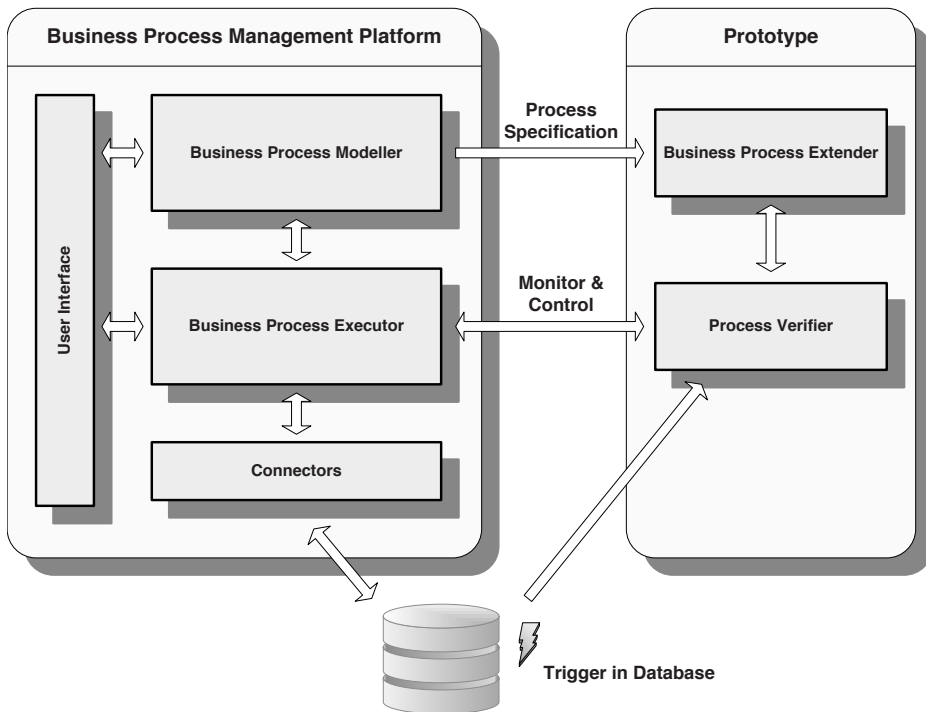 Business Process Management Platform
Prototype
User Interface
Business Process Modeller
Process
Specification
Business Process Extender
Business Process Executor
Monitor &
Control
Process Verifier
Connectors
Trigger in Database